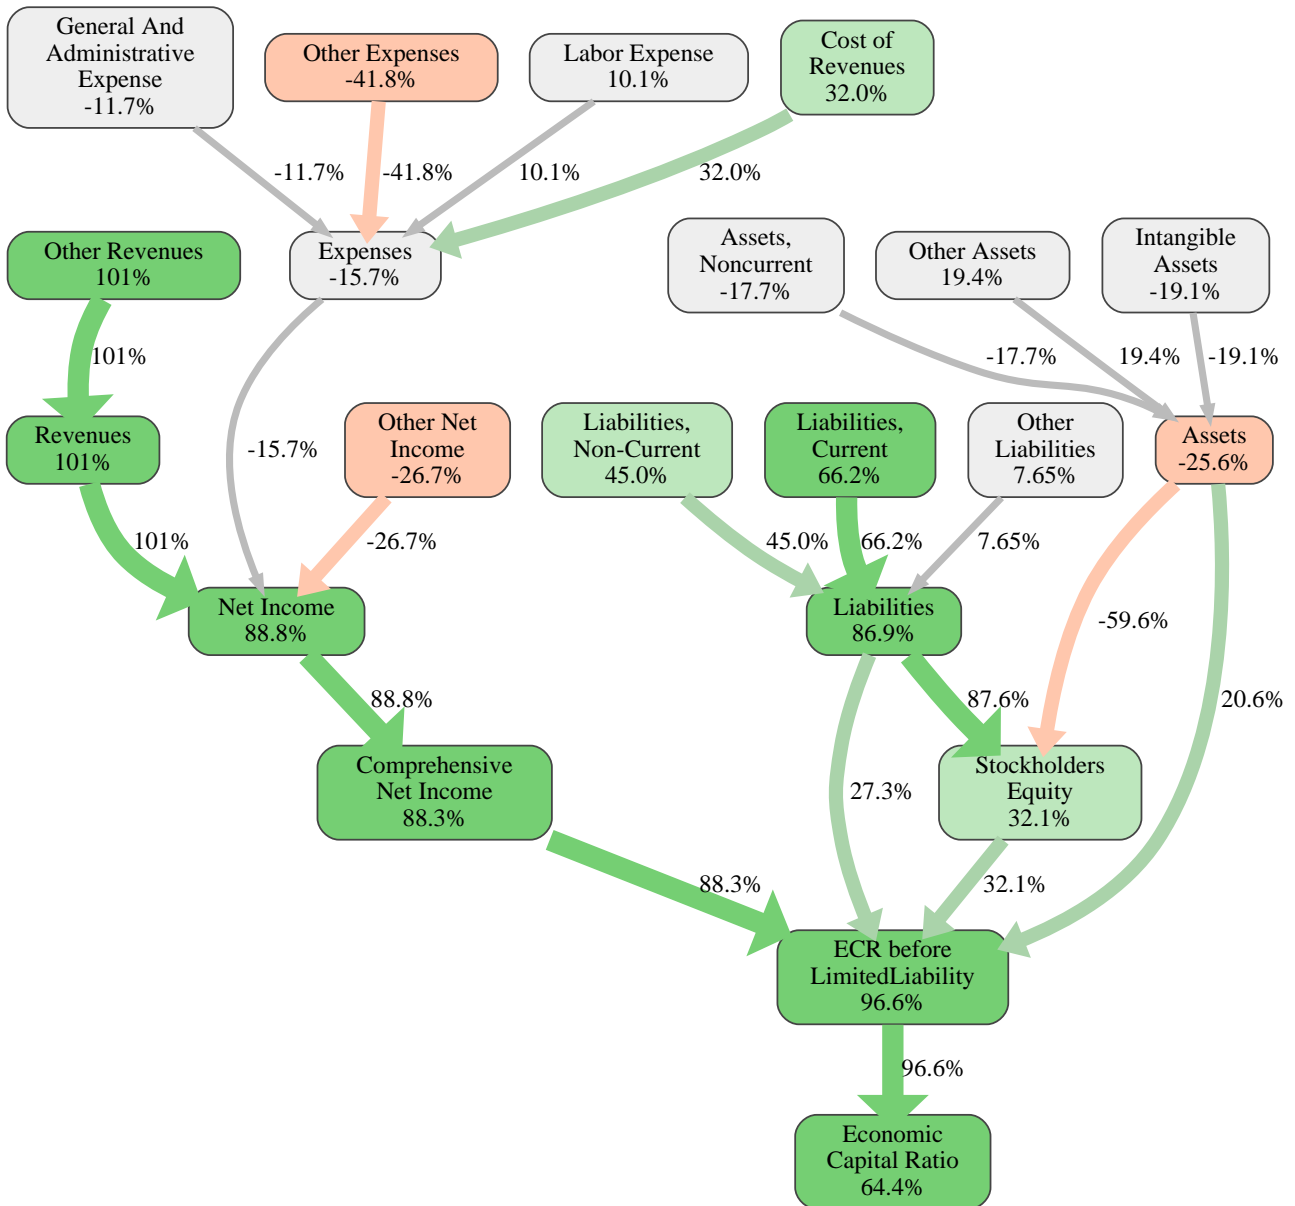 General And
Administrative
Expense
-11.7%
Other Expenses
-41.8%
Labor Expense
10.1%
Cost of
Revenues
32.0%
-11.7%
-41.8%
10.1%
32.0%
Other Revenues
101%
Expenses
-15.7%
Assets,
Noncurrent
-17.7%
Other Assets
19.4%
Intangible
Assets
-19.1%
101%
-17.7%
19.4%
-19.1%
Revenues
101%
-15.7%
Other Net
Income
-26.7%
Liabilities,
Non-Current
45.0%
Liabilities,
Current
66.2%
Other
Liabilities
7.65%
Assets
-25.6%
101%
-26.7%
45.0%
66.2%
7.65%
Net Income
88.8%
Liabilities
86.9%
-59.6%
88.8%
87.6%
20.6%
Comprehensive
Net Income
88.3%
27.3%
Stockholders
Equity
32.1%
88.3%
32.1%
ECR before
LimitedLiability
96.6%
96.6%
Economic
Capital Ratio
64.4%